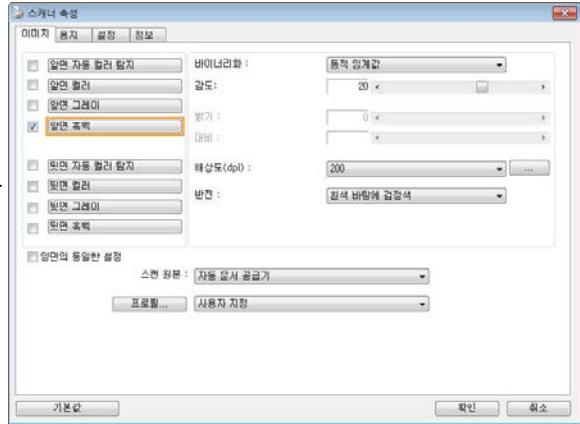 스캐너 속성
이미지 용지 설정 정보
앞면 자동 컬러 탐지
앞면 컬러
앞면 그레이
앞면 흑백
뒷면 자동 컬러 탐지
뒷면 컬러
뒷면 그레이
뒷면 흑백
바이너리화 : 동적 임계값
감도: 20
밝기 : 0
대비 :
해상도(dpi) : 200 ...
반전 : 흰색 바탕에 검정색
양면의 동일한 설정
스캔 원본 : 자동 문서 공급기
프로필... 사용자 지정
기본값 확인 취소